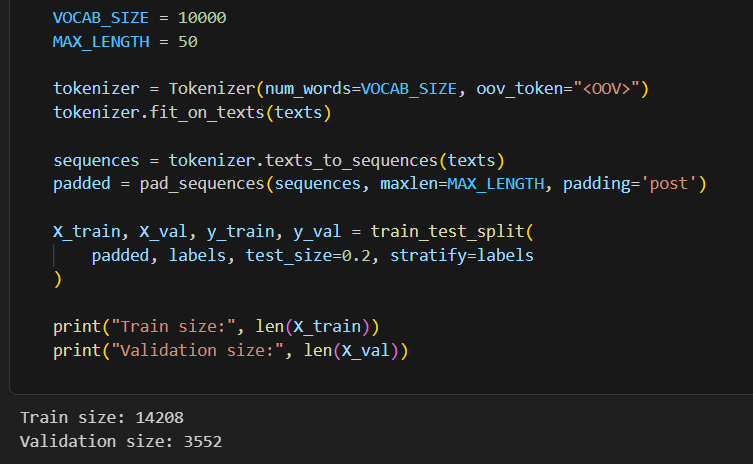 VOCAB_SIZE = 10000
MAX_LENGTH = 50
tokenizer = Tokenizer(num_words=VOCAB_SIZE, oov_token="<OOV>")
tokenizer.fit_on_texts(texts)
sequences = tokenizer.texts_to_sequences(texts)
padded = pad_sequences(sequences, maxlen=MAX_LENGTH, padding='post')
X_train, X_val, y_train, y_val = train_test_split(
    padded, labels, test_size=0.2, stratify=labels
)
print("Train size:", len(X_train))
print("Validation size:", len(X_val))
Train size: 14208
Validation size: 3552